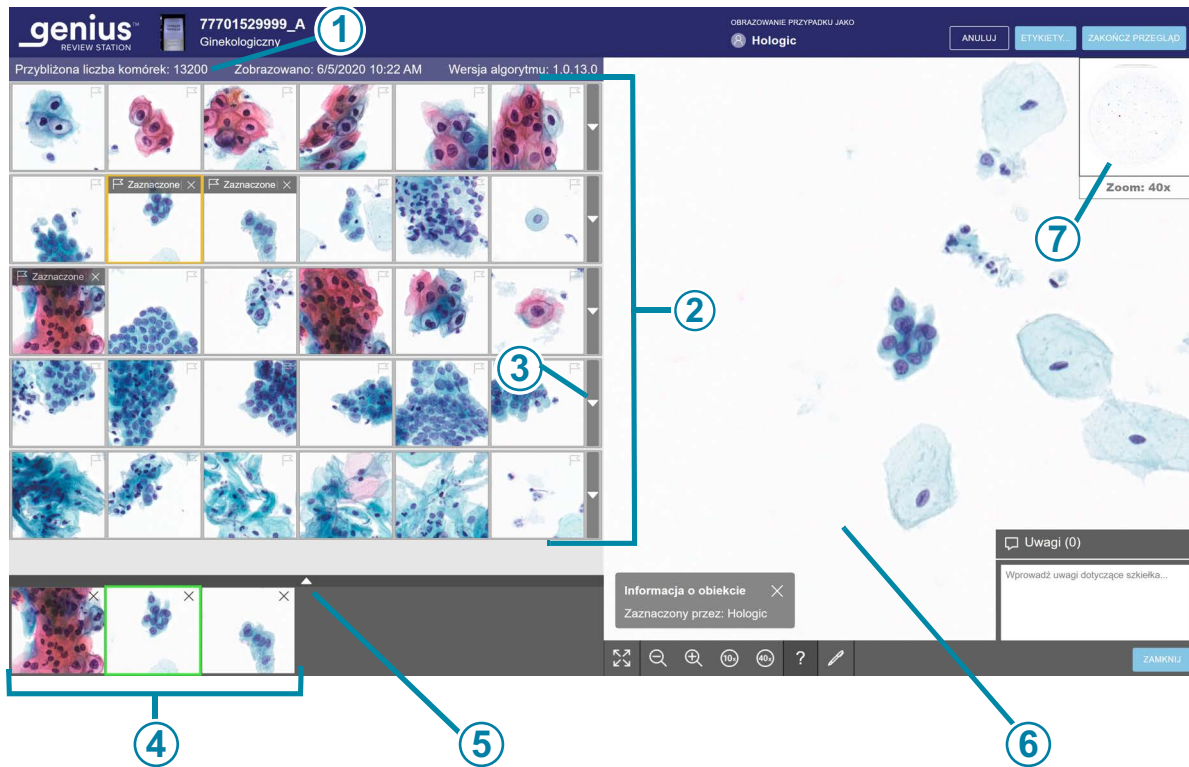 genius™
REVIEW STATION
77701529999_A
Ginekologiczny
1
OBRAZOWANIE PRZYPADKU JAKO
Hologic
ANULUJ
ETYKIETY...
ZAKOŃCZ PRZEGLĄD
Przybliżona liczba komórek: 13200 Zobrazowano: 6/5/2020 10:22 AM Wersja algorytmu: 1.0.13.0
Zaznaczone
Zaznaczone
Zaznaczone
Zoom: 40x
7
2
3
Uwagi (0)
Wprowadź uwagi dotyczące szkiełka...
Informacja o obiekcie
Zaznaczony przez: Hologic
10x
40x
?
ZAMKNIJ
4
5
6